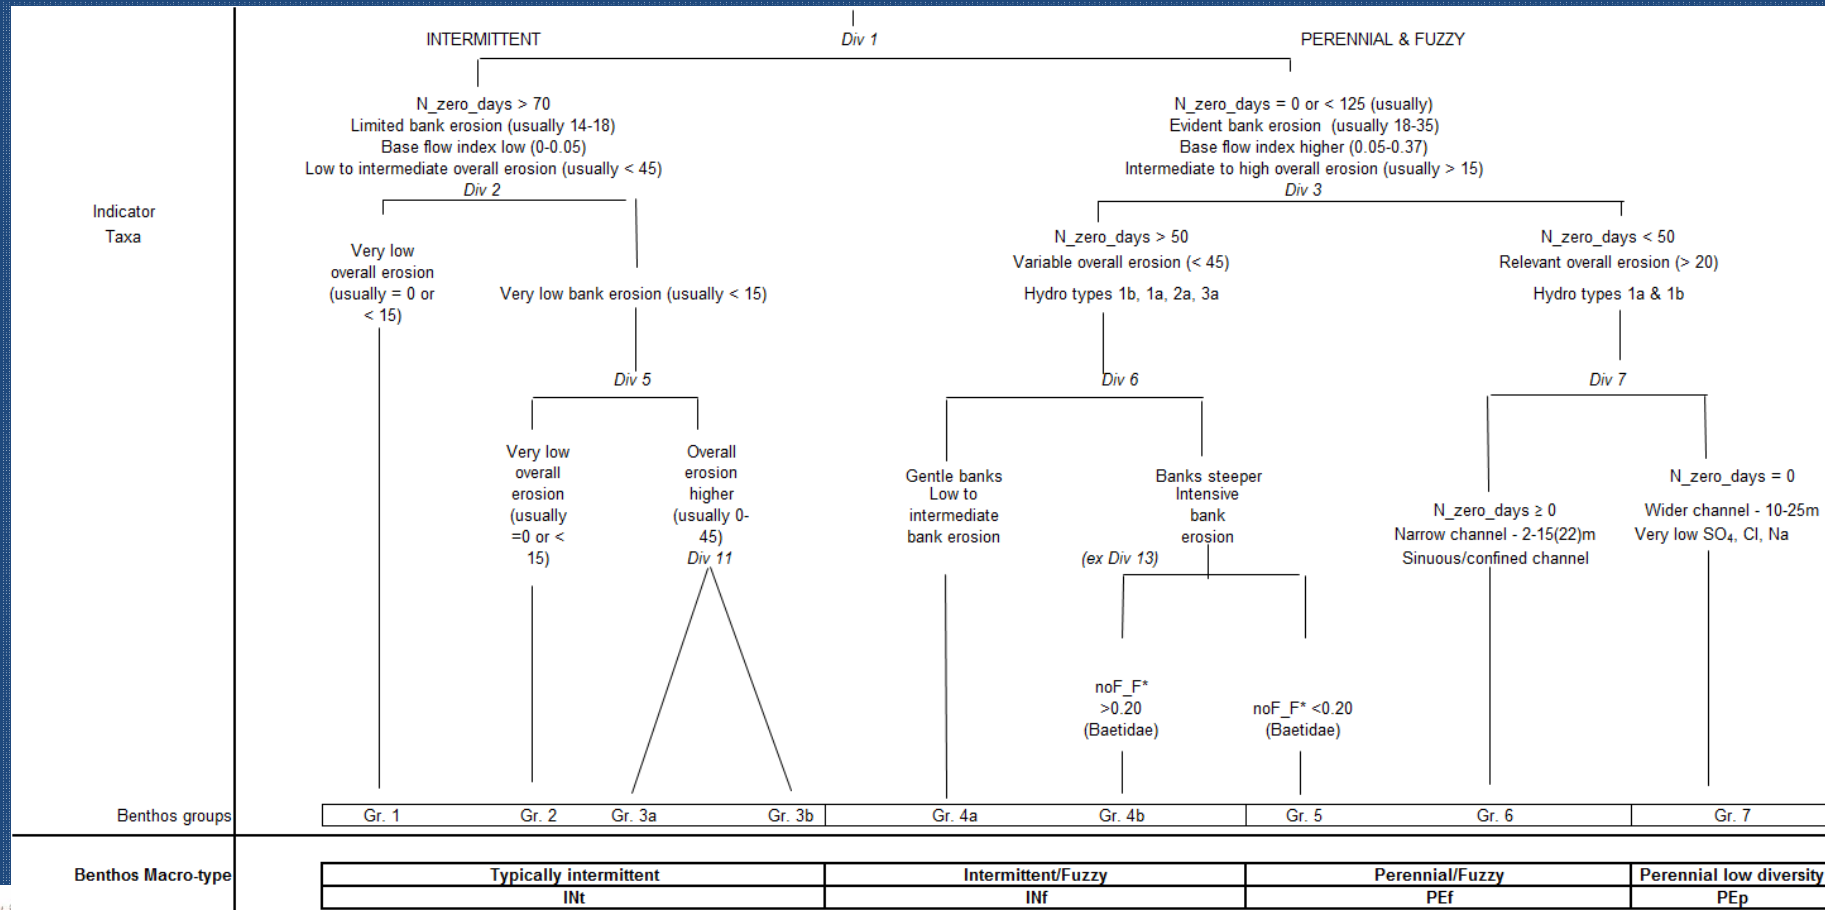 INTERMITTENT
Div 1
PERENNIAL & FUZZY
N_zero_days > 70
Limited bank erosion (usually 14-18)
Base flow index low (0-0.05)
Low to intermediate overall erosion (usually < 45)
Div 2
N_zero_days = 0 or < 125 (usually)
Evident bank erosion (usually 18-35)
Base flow index higher (0.05-0.37)
Intermediate to high overall erosion (usually > 15)
Div 3
Indicator
Taxa
Very low
overall erosion
(usually = 0 or
< 15)
Very low bank erosion (usually < 15)
N_zero_days > 50
Variable overall erosion (< 45)
Hydro types 1b, 1a, 2a, 3a
N_zero_days < 50
Relevant overall erosion (> 20)
Hydro types 1a & 1b
Div 5
Div 6
Div 7
Very low
overall
erosion
(usually
=0 or <
15)
Overall
erosion
higher
(usually 0-
45)
Div 11
Gentle banks
Low to
intermediate
bank erosion
Banks steeper
Intensive
bank
erosion
(ex Div 13)
N_zero_days ≥ 0
Narrow channel - 2-15(22)m
Sinuous/confined channel
N_zero_days = 0
Wider channel - 10-25m
Very low SO₄, Cl, Na
noF_F*
>0.20
(Baetidae)
noF_F* <0.20
(Baetidae)
Benthos groups
Gr. 1
Gr. 2
Gr. 3a
Gr. 3b
Gr. 4a
Gr. 4b
Gr. 5
Gr. 6
Gr. 7
Benthos Macro-type
Typically intermittent
Intermittent/Fuzzy
Perennial/Fuzzy
Perennial low diversity
INt
INf
PEf
PEp